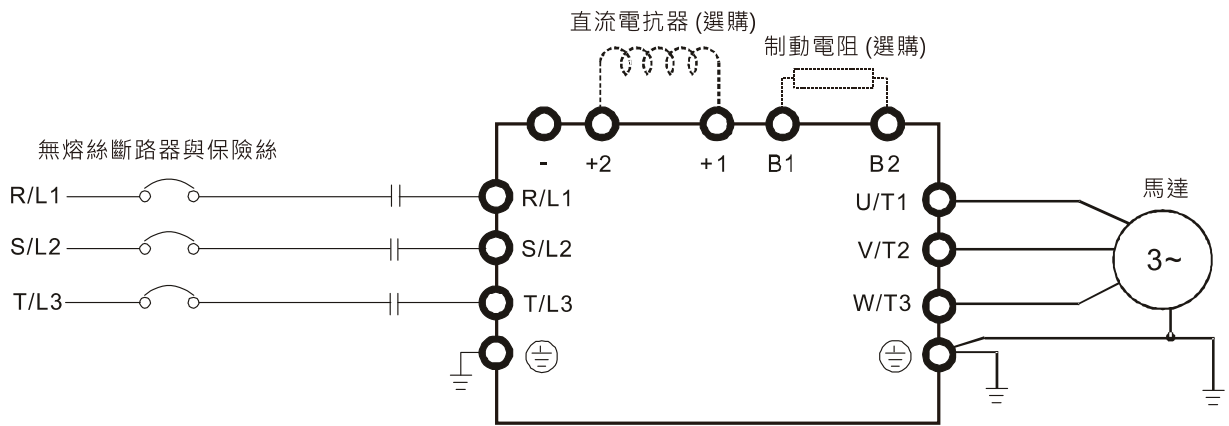 直流電抗器 (選購)
制動電阻 (選購)
無熔絲斷路器與保險絲
- +2 +1 B1 B2
R/L1 R/L1 U/T1 馬達
S/L2 S/L2 V/T2 3~
T/L3 T/L3 W/T3